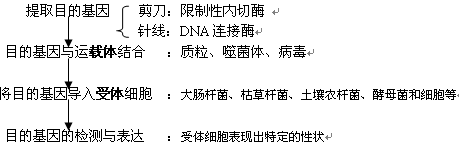 提取目的基因 剪刀：限制性内切酶↵
针线：DNA 连接酶↵
目的基因与运载体结合 ：质粒、噬菌体、病毒↵
将目的基因导入受体细胞 ：大肠杆菌、枯草杆菌、土壤农杆菌、酵母菌和细胞等↵
目的基因的检测与表达 ：受体细胞表现出特定的性状↵